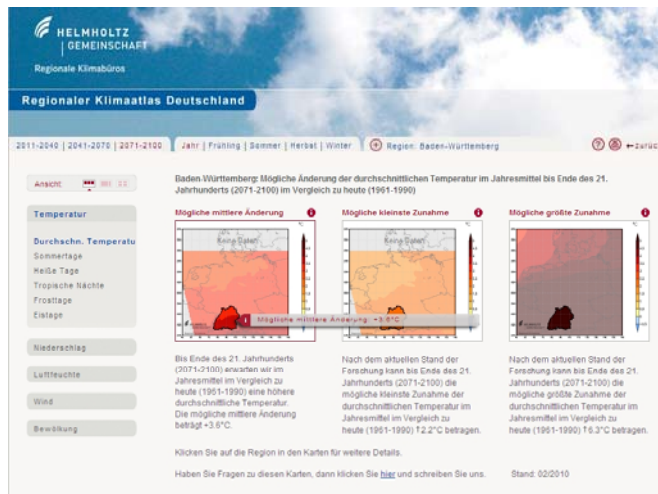 HELMHOLTZ
GEMEINSCHAFT
Regionale Klimabüros
Regionaler Klimaatlas Deutschland
2011-2040 | 2041-2070 | 2071-2100
Jahr | Frühling | Sommer | Herbst | Winter
Region: Baden-Württemberg
←zurüc
Ansicht:
Baden-Württemberg: Mögliche Änderung der durchschnittlichen Temperatur im Jahresmittel bis Ende des 21.
Jahrhunderts (2071-2100) im Vergleich zu heute (1961-1990)
Temperatur
Durchschn. Temperatu
Sommertage
Heiße Tage
Tropische Nächte
Frosttage
Eistage
Niederschlag
Luftfeuchte
Wind
Bewölkung
Mögliche mittlere Änderung
Keine Daten
Mögliche mittlere Änderung: +3.6°C
Bis Ende des 21. Jahrhunderts
(2071-2100) erwarten wir im
Jahresmittel im Vergleich zu
heute (1961-1990) eine höhere
durchschnittliche Temperatur.
Die mögliche mittlere Änderung
beträgt +3.6°C.
Mögliche kleinste Zunahme
Keine Daten
Nach dem aktuellen Stand der
Forschung kann bis Ende des 21.
Jahrhunderts (2071-2100) die
mögliche kleinste Zunahme der
durchschnittlichen Temperatur im
Jahresmittel im Vergleich zu
heute (1961-1990) ↑2.2°C betragen.
Mögliche größte Zunahme
Nach dem aktuellen Stand der
Forschung kann bis Ende des 21.
Jahrhunderts (2071-2100) die
mögliche größte Zunahme der
durchschnittlichen Temperatur im
Jahresmittel im Vergleich zu
heute (1961-1990) ↑6.3°C betragen.
Klicken Sie auf die Region in den Karten für weitere Details.
Haben Sie Fragen zu diesen Karten, dann klicken Sie hier und schreiben Sie uns.
Stand: 02/2010